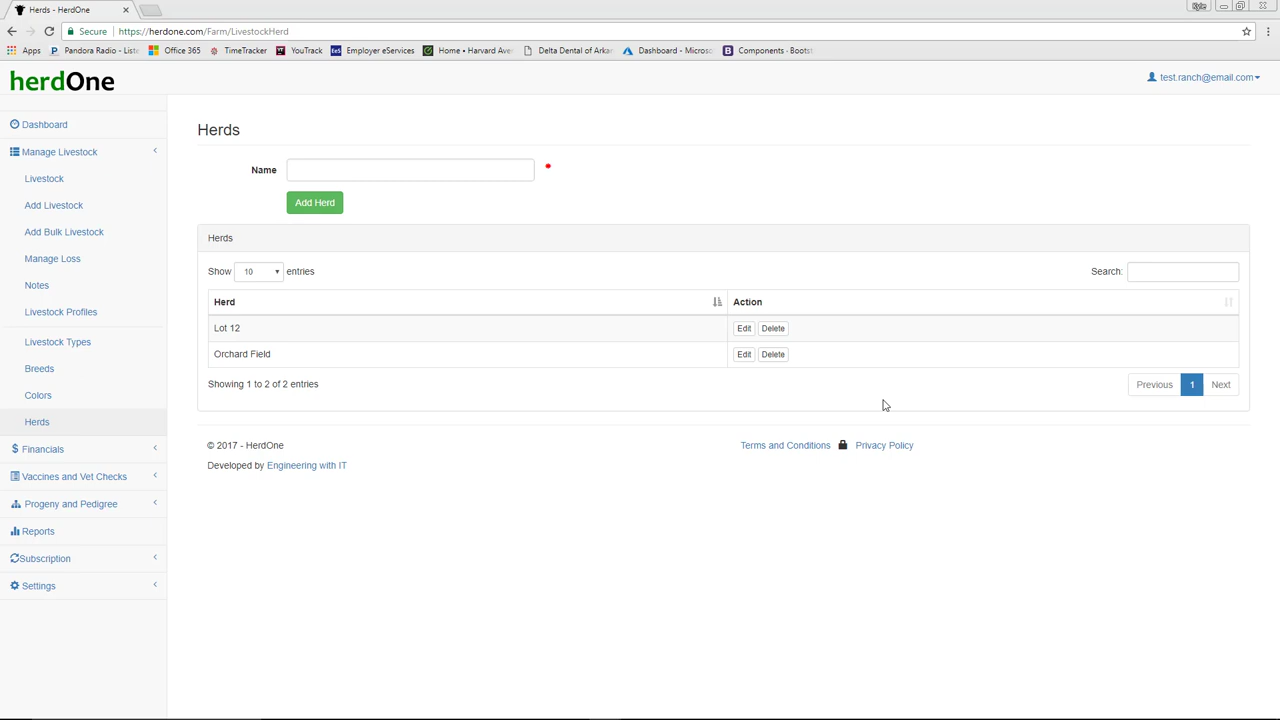 Herds - HerdOne
Kyle
Secure | https://herdone.com/Farm/LivestockHerd
Apps Pandora Radio - Liste Office 365 TimeTracker YouTrack Employer eServices Home • Harvard Ave Delta Dental of Arkan Dashboard - Microso Components · Bootst
herdOne
test.ranch@email.com
Dashboard
Manage Livestock
Livestock
Add Livestock
Add Bulk Livestock
Manage Loss
Notes
Livestock Profiles
Livestock Types
Breeds
Colors
Herds
Financials
Vaccines and Vet Checks
Progeny and Pedigree
Reports
Subscription
Settings
Herds
Name
Add Herd
Herds
Show 10 entries Search:
Herd Action
Lot 12 Edit Delete
Orchard Field Edit Delete
Showing 1 to 2 of 2 entries Previous 1 Next
© 2017 - HerdOne Terms and Conditions Privacy Policy
Developed by Engineering with IT